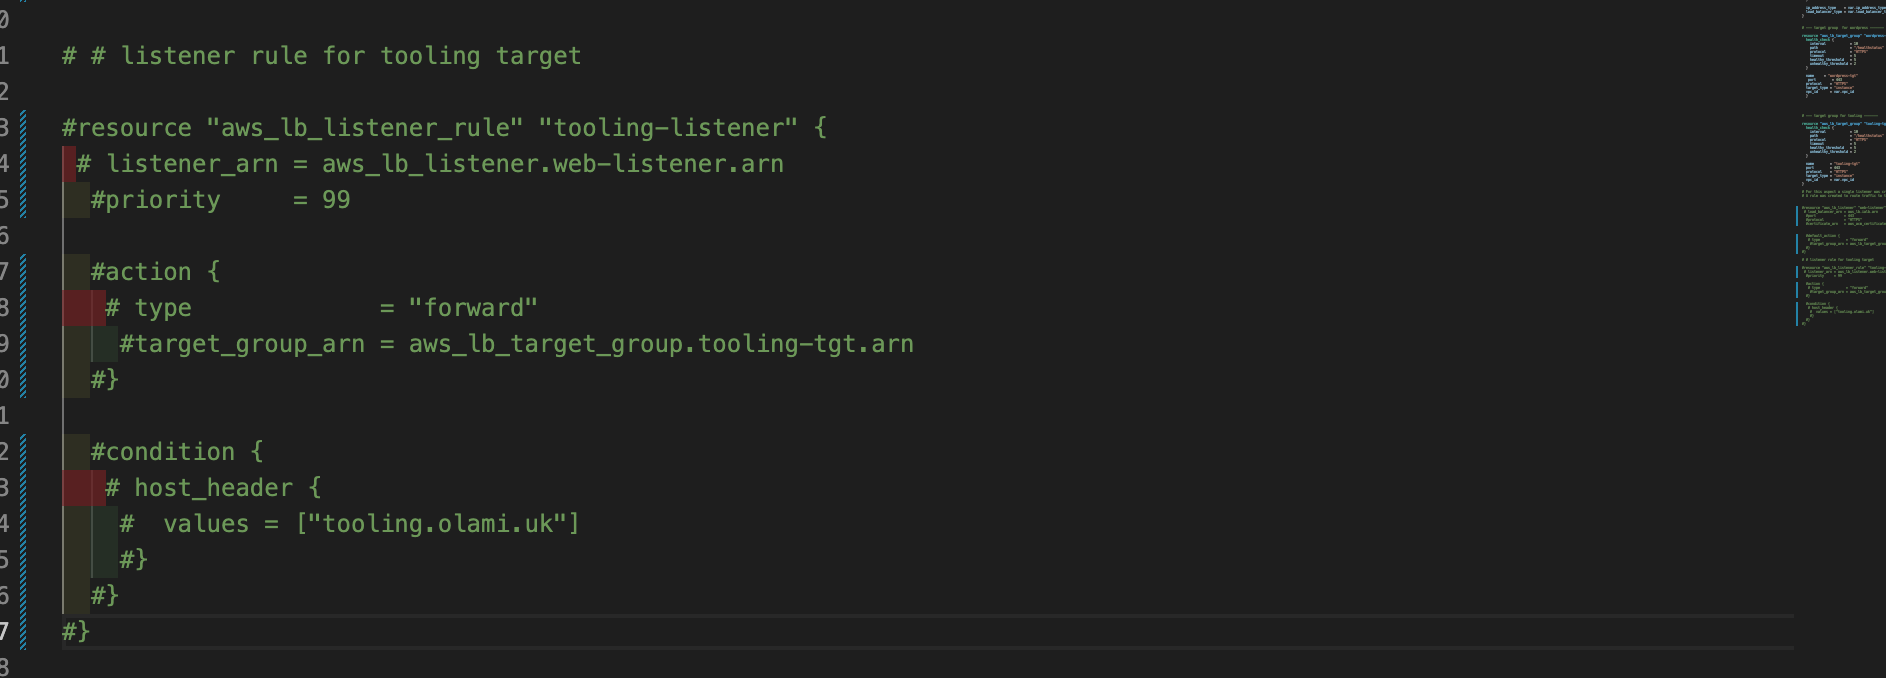 0
1 # # listener rule for tooling target
2
3 #resource "aws_lb_listener_rule" "tooling-listener" {
4 # listener_arn = aws_lb_listener.web-listener.arn
5 #priority     = 99
6
7 #action {
8 # type             = "forward"
9 #target_group_arn = aws_lb_target_group.tooling-tgt.arn
0 #}
1
2 #condition {
3 # host_header {
4 #  values = ["tooling.olami.uk"]
5 #}
6 #}
7 #}
8